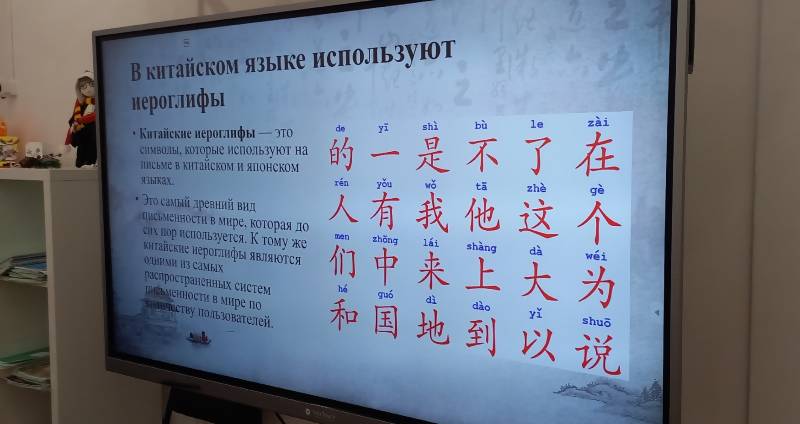 В китайском языке используют
иероглифы
• Китайские иероглифы — это
символы, которые используют на
письме в китайском и японском
языках.
• Это самый древний вид
письменности в мире, которая до
сих пор используется. К тому же
китайские иероглифы являются
одними из самых
распространенных систем
письменности в мире по
количеству пользователей.
de yī shì bù le zài
的 一 是 不 了 在
rén yǒu wǒ tā zhè gè
人 有 我 他 这 个
men zhōng lái shàng dà wéi
们 中 来 上 大 为
hé guó dì dào yǐ shuō
和 国 地 到 以 说